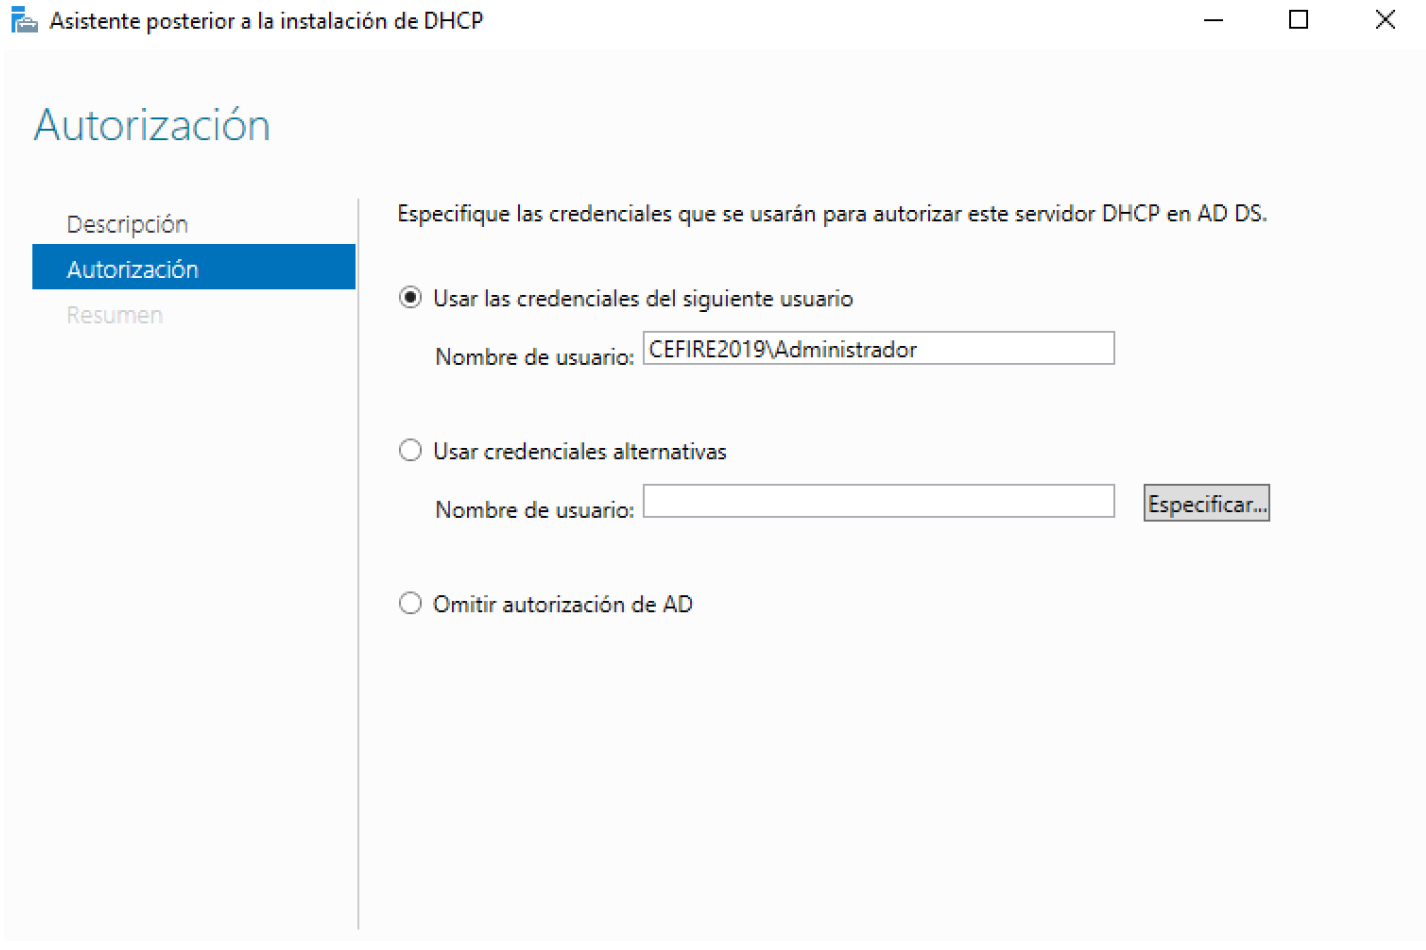 Asistente posterior a la instalación de DHCP
Autorización
Descripción
Autorización
Resumen
Especifique las credenciales que se usarán para autorizar este servidor DHCP en AD DS.
Usar las credenciales del siguiente usuario
Nombre de usuario: CEFIRE2019\Administrador
Usar credenciales alternativas
Nombre de usuario:
Especificar...
Omitir autorización de AD